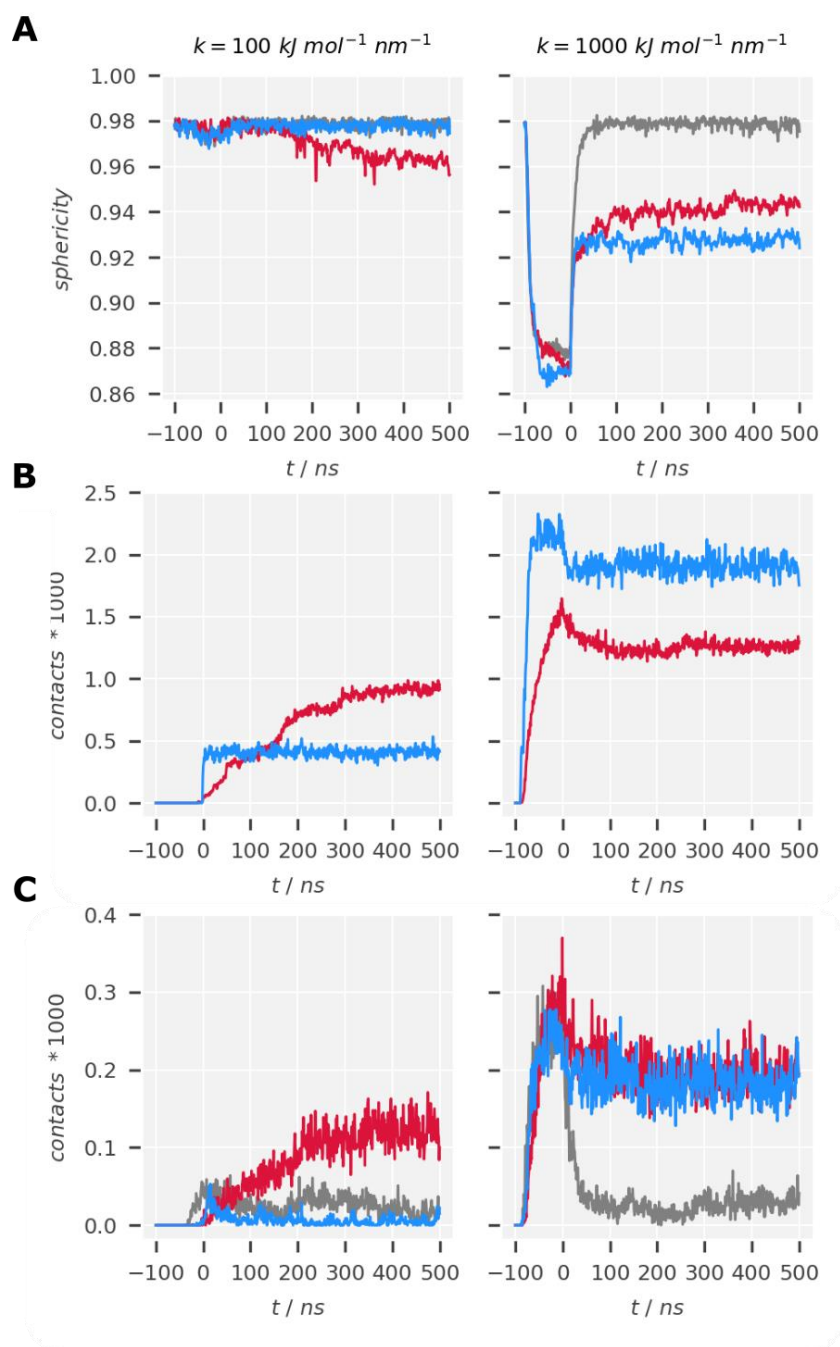 A
k = 100 kJ mol⁻¹ nm⁻¹ k = 1000 kJ mol⁻¹ nm⁻¹
1.00
0.98
0.96
0.94
0.92
0.90
0.88
0.86
sphericity
−100 0 100 200 300 400 500 −100 0 100 200 300 400 500
t / ns t / ns
B
2.5
2.0
1.5
1.0
0.5
0.0
contacts * 1000
−100 0 100 200 300 400 500 −100 0 100 200 300 400 500
t / ns t / ns
C
0.4
0.3
0.2
0.1
0.0
contacts * 1000
−100 0 100 200 300 400 500 −100 0 100 200 300 400 500
t / ns t / ns